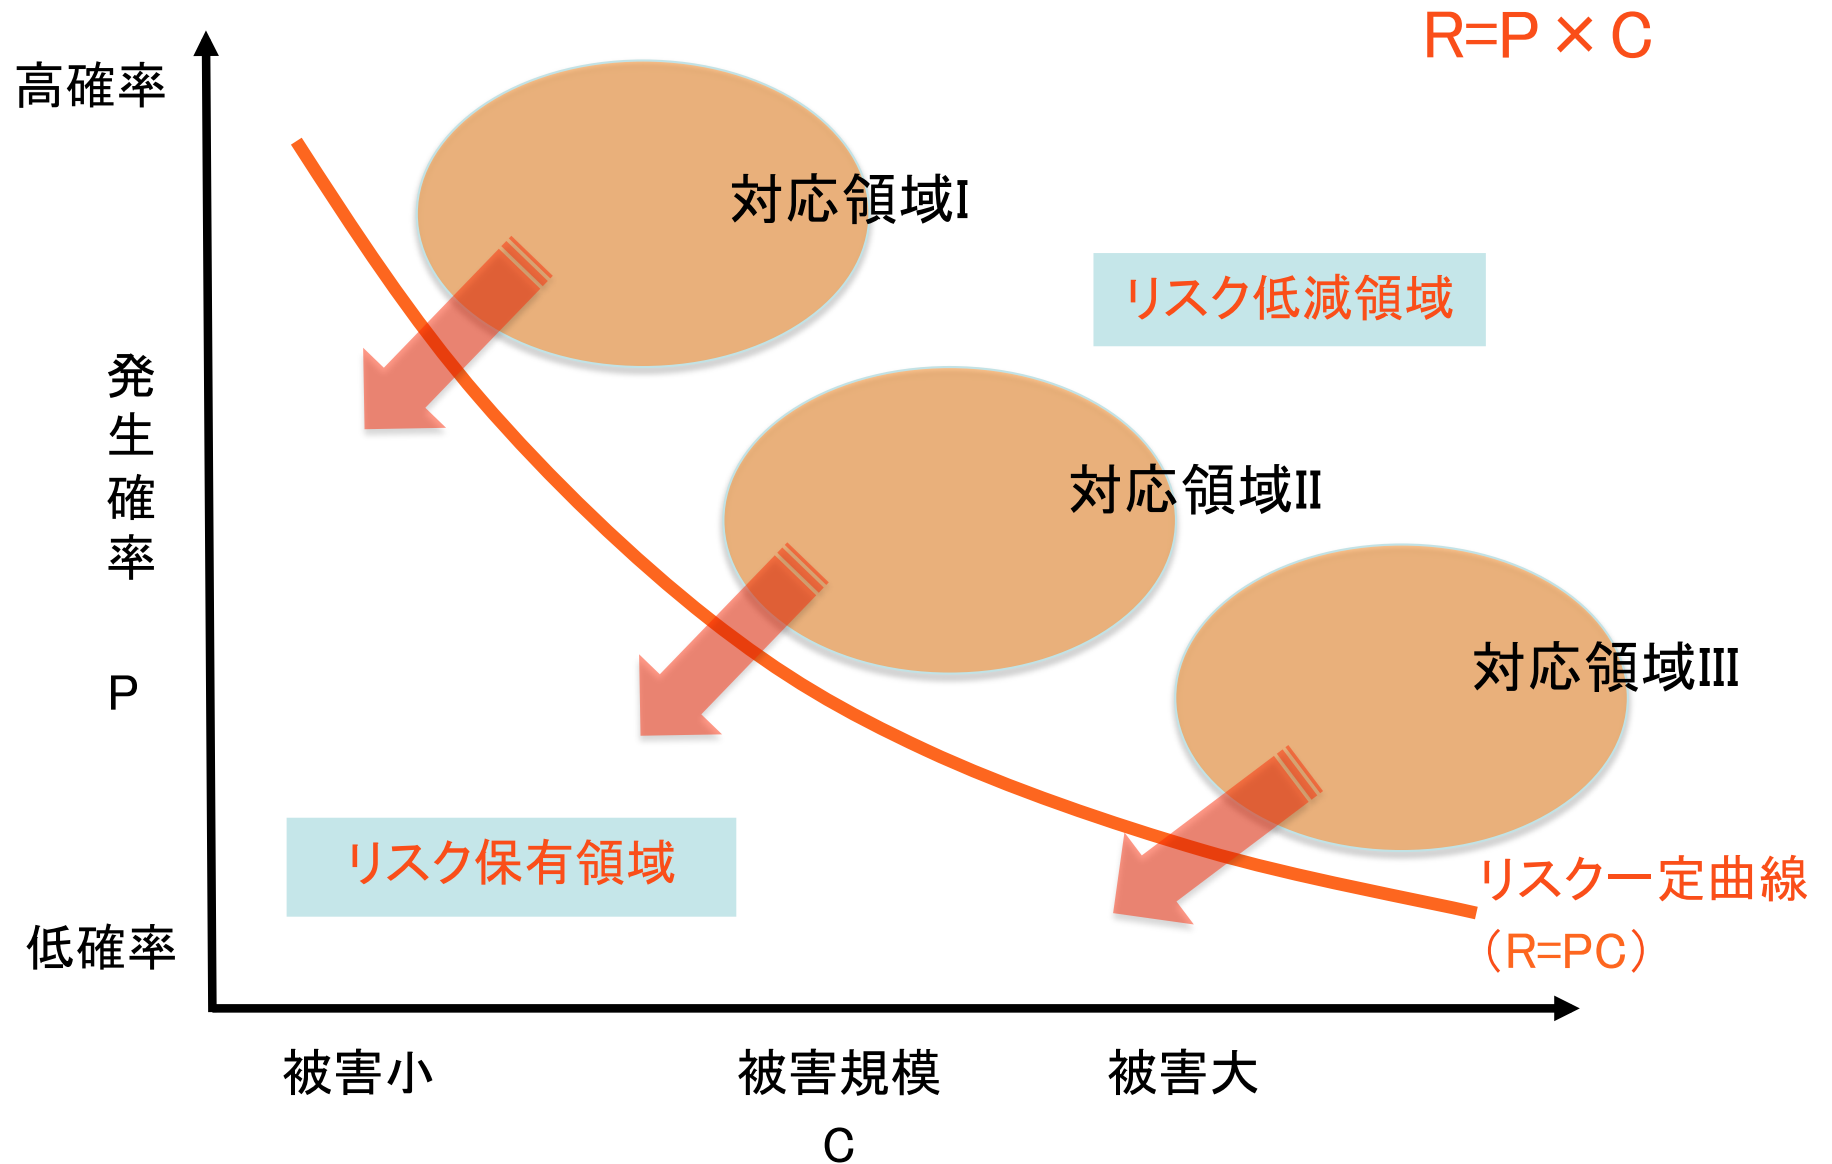 R=P×C
高確率
対応領域I
リスク低減領域
発生確率
P
対応領域II
対応領域III
リスク保有領域
リスク一定曲線
（R=PC）
低確率
被害小
被害規模
被害大
C